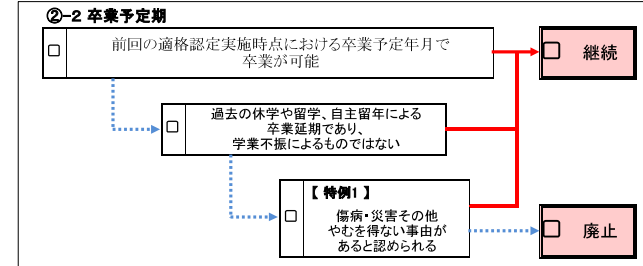 ②-2 卒業予定期
前回の適格認定実施時点における卒業予定年月で
卒業が可能
継続
過去の休学や留学、自主留年による
卒業延期であり、
学業不振によるものではない
【 特例1 】
傷病・災害その他
やむを得ない事由が
あると認められる
廃止